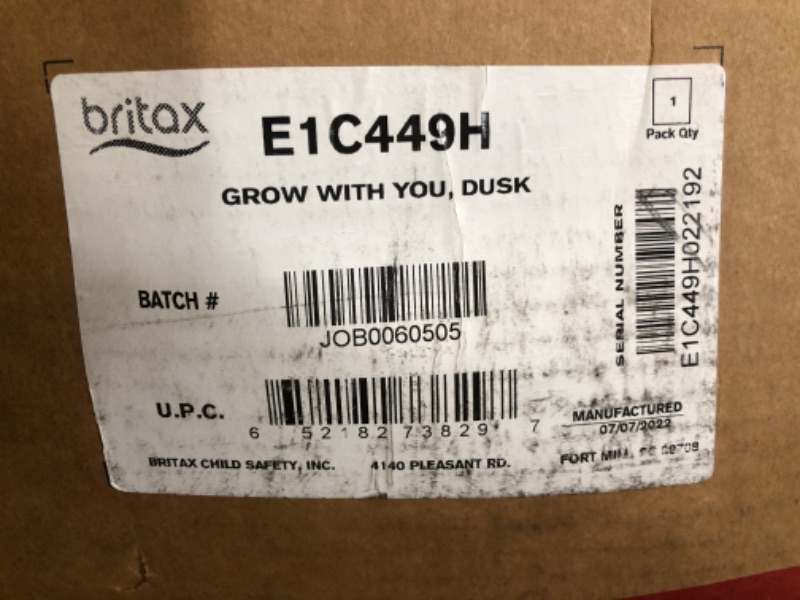 britax
E1C449H
1
Pack Qty
GROW WITH YOU, DUSK
BATCH #
JOB0060505
SERIAL NUMBER
E1C449H022192
U.P.C.
6 52182 73829 7
MANUFACTURED
07/07/2022
BRITAX CHILD SAFETY, INC. 4140 PLEASANT RD. FORT MILL, SC